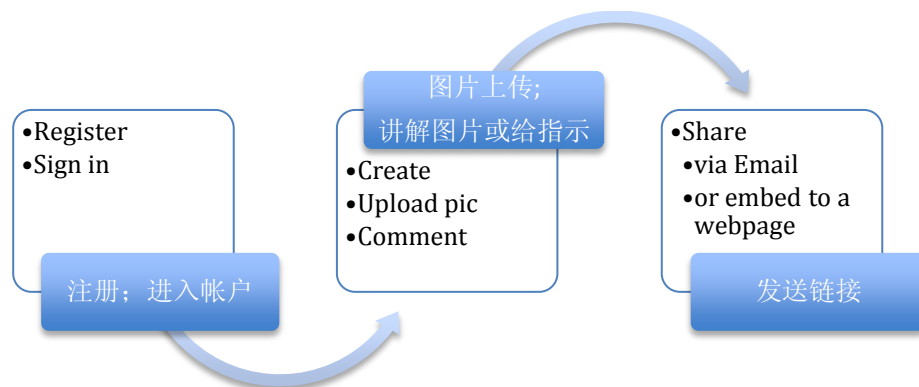 •Register
•Sign in
注册；进入帐户
图片上传;
讲解图片或给指示
•Create
•Upload pic
•Comment
•Share
•via Email
•or embed to a
webpage
发送链接